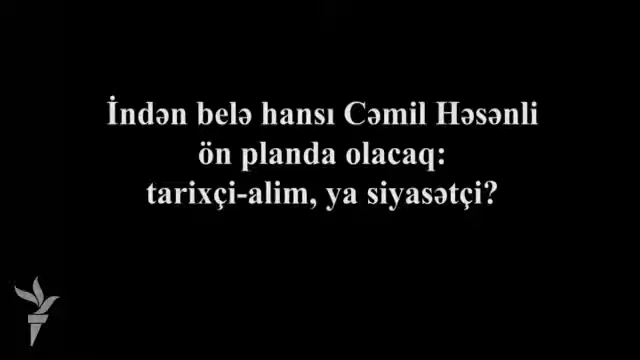 İndən belə hansı Cəmil Həsənli
ön planda olacaq:
tarixçi-alim, ya siyasətçi?